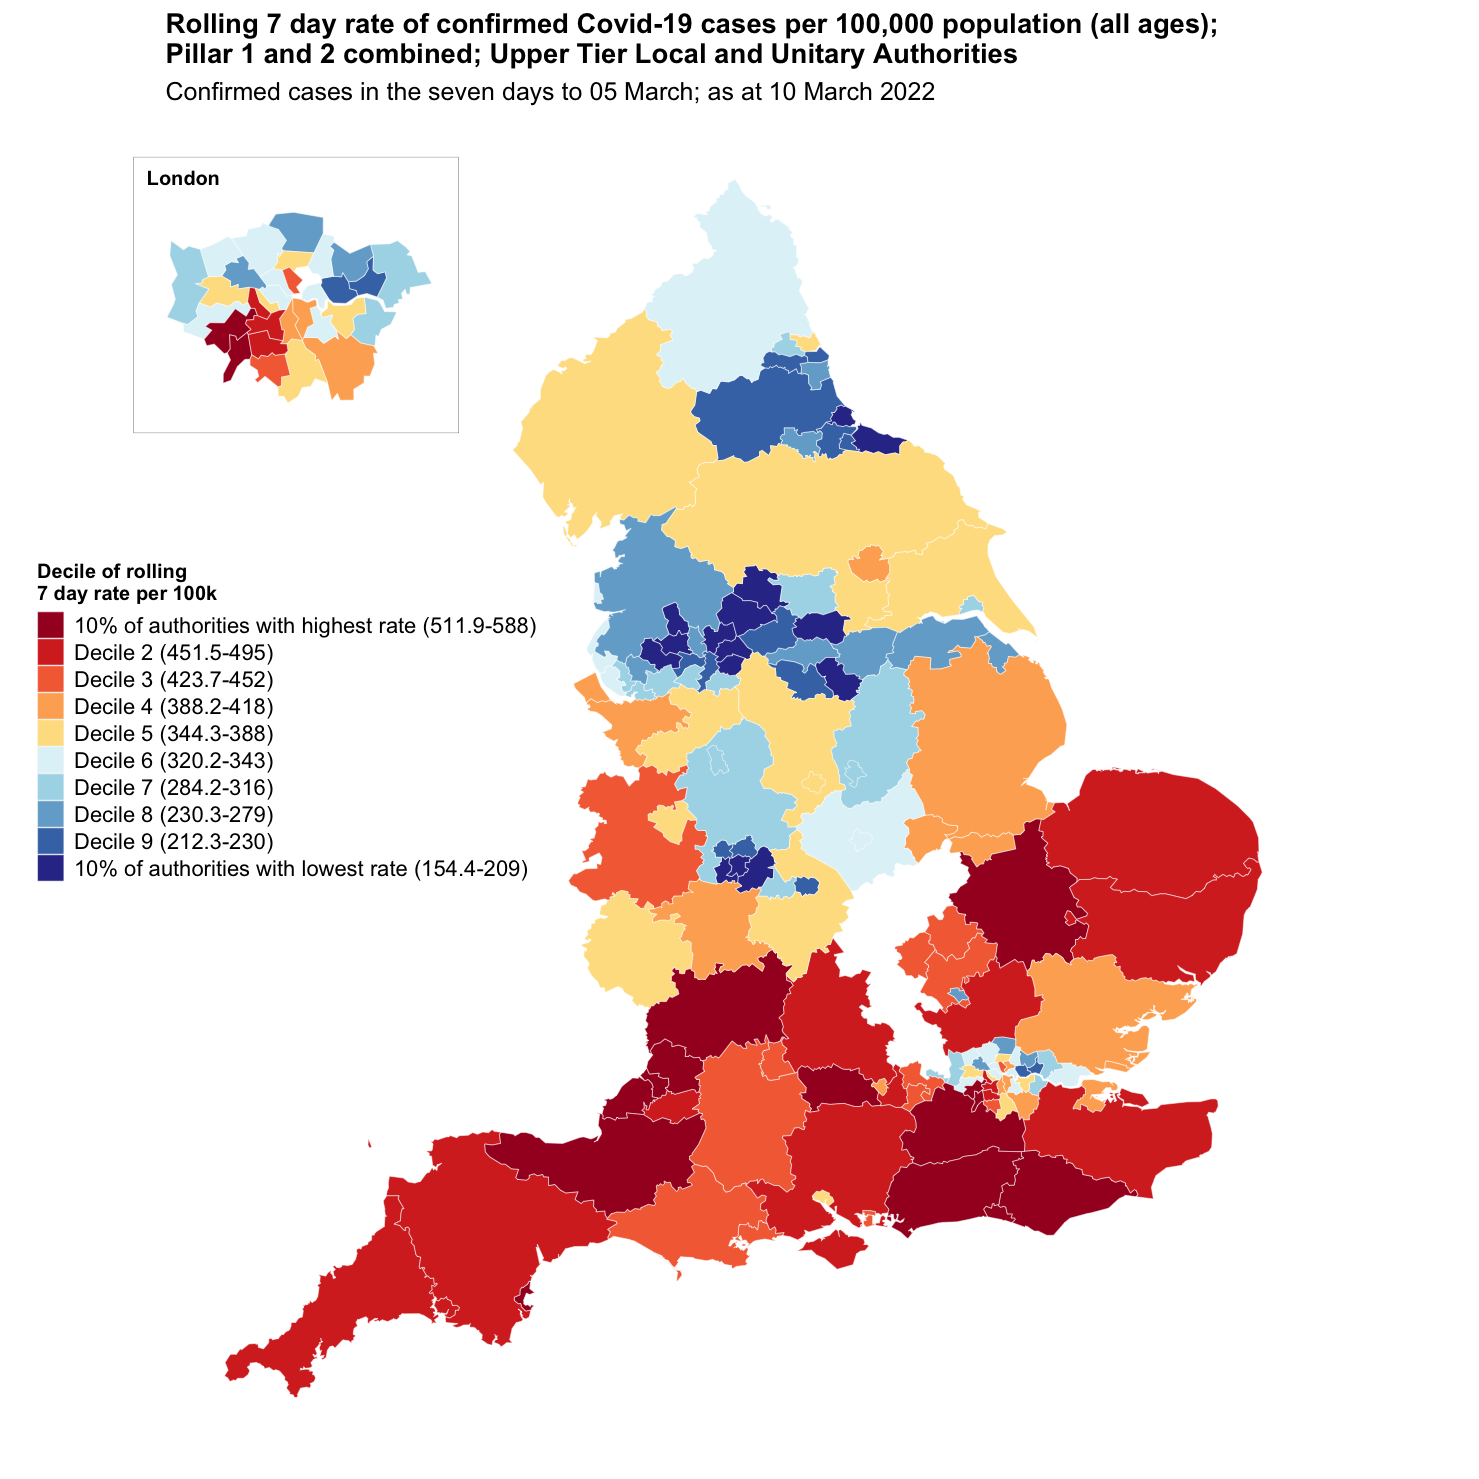 Rolling 7 day rate of confirmed Covid-19 cases per 100,000 population (all ages);
Pillar 1 and 2 combined; Upper Tier Local and Unitary Authorities
Confirmed cases in the seven days to 05 March; as at 10 March 2022
London
Decile of rolling
7 day rate per 100k
10% of authorities with highest rate (511.9-588)
Decile 2 (451.5-495)
Decile 3 (423.7-452)
Decile 4 (388.2-418)
Decile 5 (344.3-388)
Decile 6 (320.2-343)
Decile 7 (284.2-316)
Decile 8 (230.3-279)
Decile 9 (212.3-230)
10% of authorities with lowest rate (154.4-209)